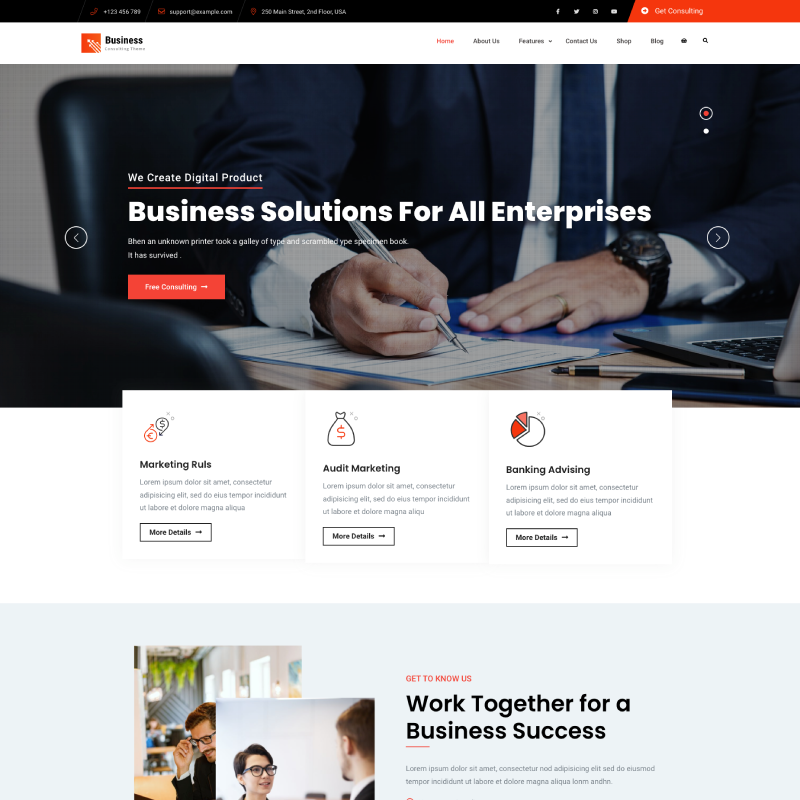 +123 456 789
support@example.com
250 Main Street, 2nd Floor, USA
Get Consulting
Business
Consulting Theme
Home
About Us
Features
Contact Us
Shop
Blog
We Create Digital Product
Business Solutions For All Enterprises
Bhen an unknown printer took a galley of type and scrambled ype specimen book.
It has survived .
Free Consulting
Marketing Ruls
Lorem ipsum dolor sit amet, consectetur
adipisicing elit, sed do eius tempor incididunt
ut labore et dolore magna aliqu
More Details
Audit Marketing
Lorem ipsum dolor sit amet, consectetur
adipisicing elit, sed do eius tempor incididunt
ut labore et dolore magna aliqu
More Details
Banking Advising
Lorem ipsum dolor sit amet, consectetur
adipisicing elit, sed do eius tempor incididunt
ut labore et dolore magna aliqua
More Details
GET TO KNOW US
Work Together for a
Business Success
Lorem ipsum dolor sit amet, consectetur nod adipisicing elit sed do eiusmod
tempor incididunt ut labore et dolore magna aliqua lonm andhn.